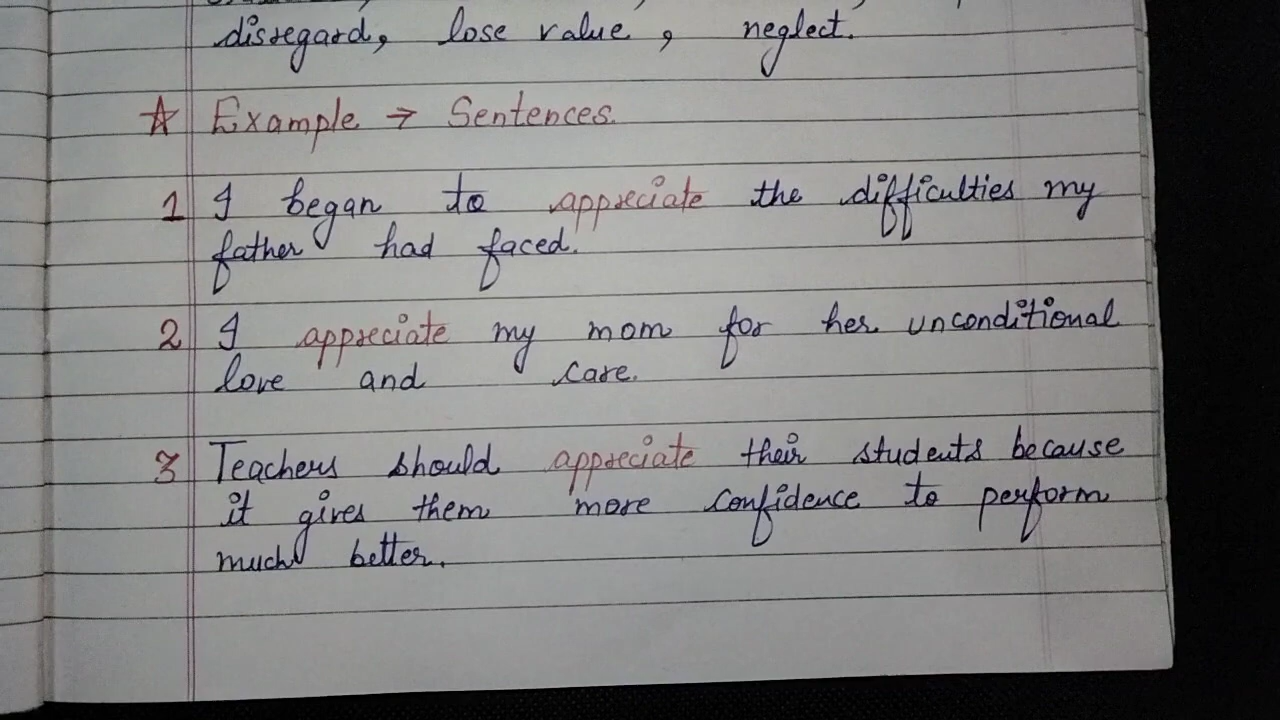 disregard, lose value, neglect.
☆ Example → Sentences.
1 I began to appreciate the difficulties my
father had faced.
2 I appreciate my mom for her unconditional
love and care.
3 Teachers should appreciate their students because
it gives them more confidence to perform
much better.